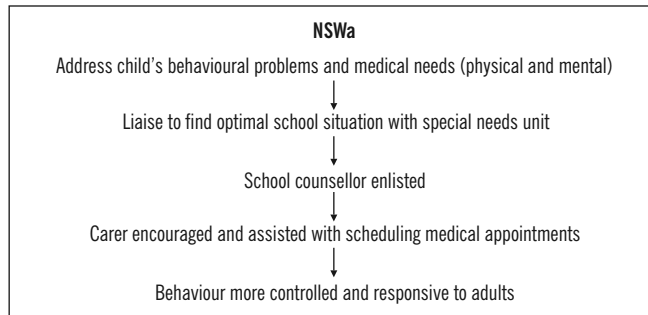 NSWa
Address child’s behavioural problems and medical needs (physical and mental)
Liaise to find optimal school situation with special needs unit
School counsellor enlisted
Carer encouraged and assisted with scheduling medical appointments
Behaviour more controlled and responsive to adults